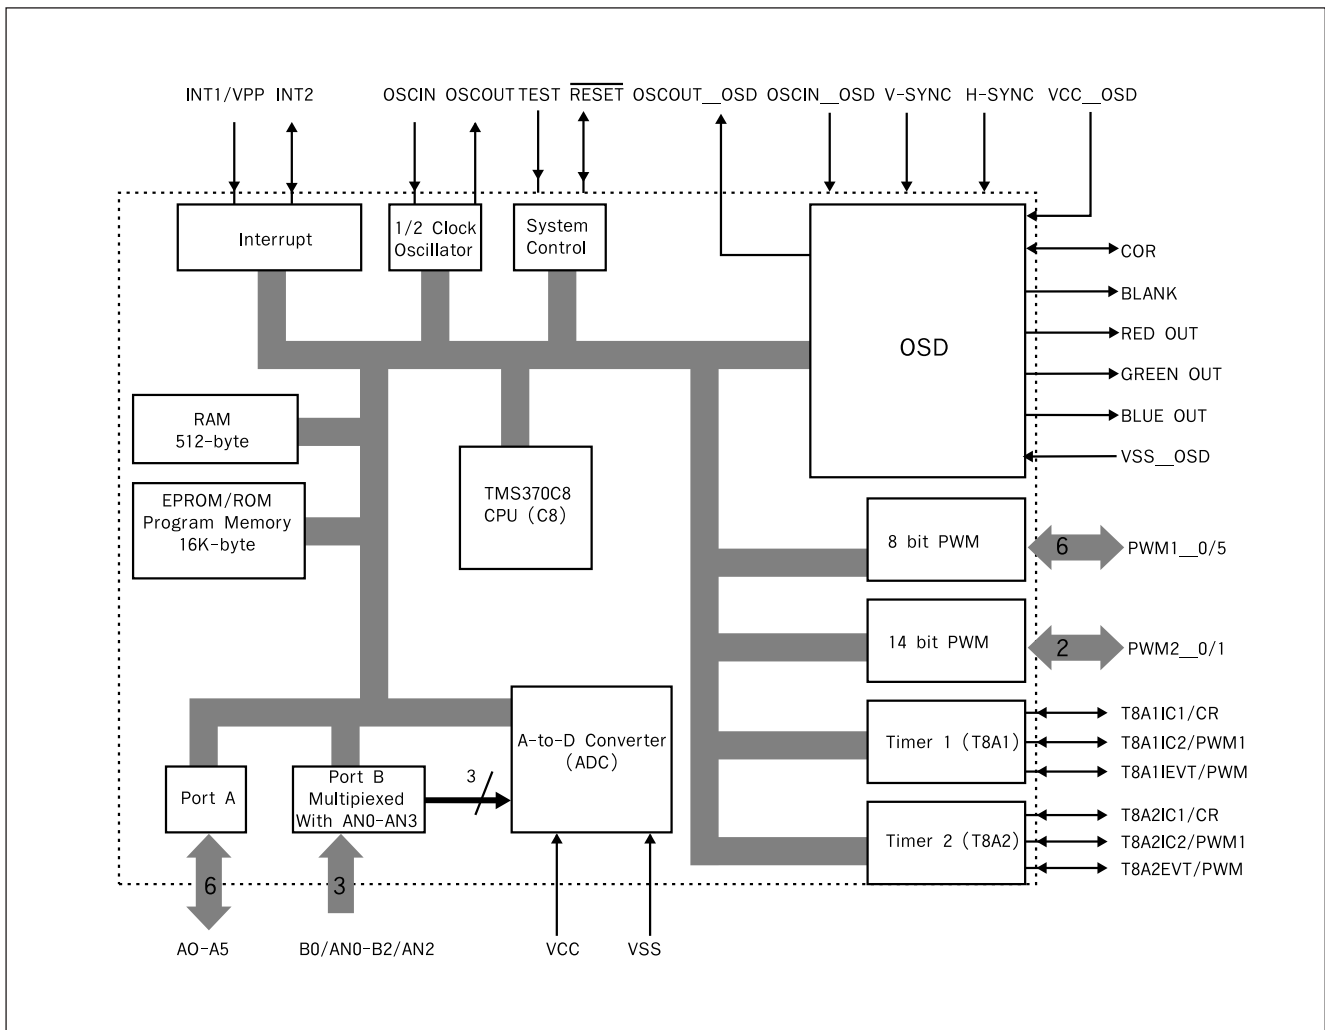 INT1/VPP INT2 OSCIN OSCOUT TEST RESET OSCOUT__OSD OSCIN__OSD V-SYNC H-SYNC VCC__OSD
Interrupt
1/2 Clock
Oscillator
System
Control
OSD
COR
BLANK
RED OUT
GREEN OUT
BLUE OUT
VSS__OSD
RAM
512-byte
EPROM/ROM
Program Memory
16K-byte
TMS370C8
CPU (C8)
8 bit PWM
6
PWM1__0/5
14 bit PWM
2
PWM2__0/1
Timer 1 (T8A1)
T8A1IC1/CR
T8A1IC2/PWM1
T8A1IEVT/PWM
Timer 2 (T8A2)
T8A2IC1/CR
T8A2IC2/PWM1
T8A2EVT/PWM
A-to-D Converter
(ADC)
Port A
Port B
Multipiexed
With AN0-AN3
3
6
3
AO-A5
B0/AN0-B2/AN2
VCC
VSS